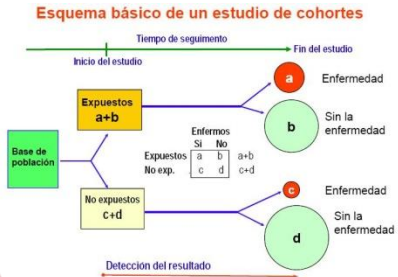 Esquema básico de un estudio de cohortes
Tiempo de seguimiento
Inicio del estudio
Fin del estudio
Expuestos
a+b
a
Enfermedad
b
Sin la
enfermedad
Base de
población
Enfermos
Si No
Expuestos a b a+b
No exp. c d c+d
No expuestos
c+d
c
Enfermedad
d
Sin la
enfermedad
Detección del resultado